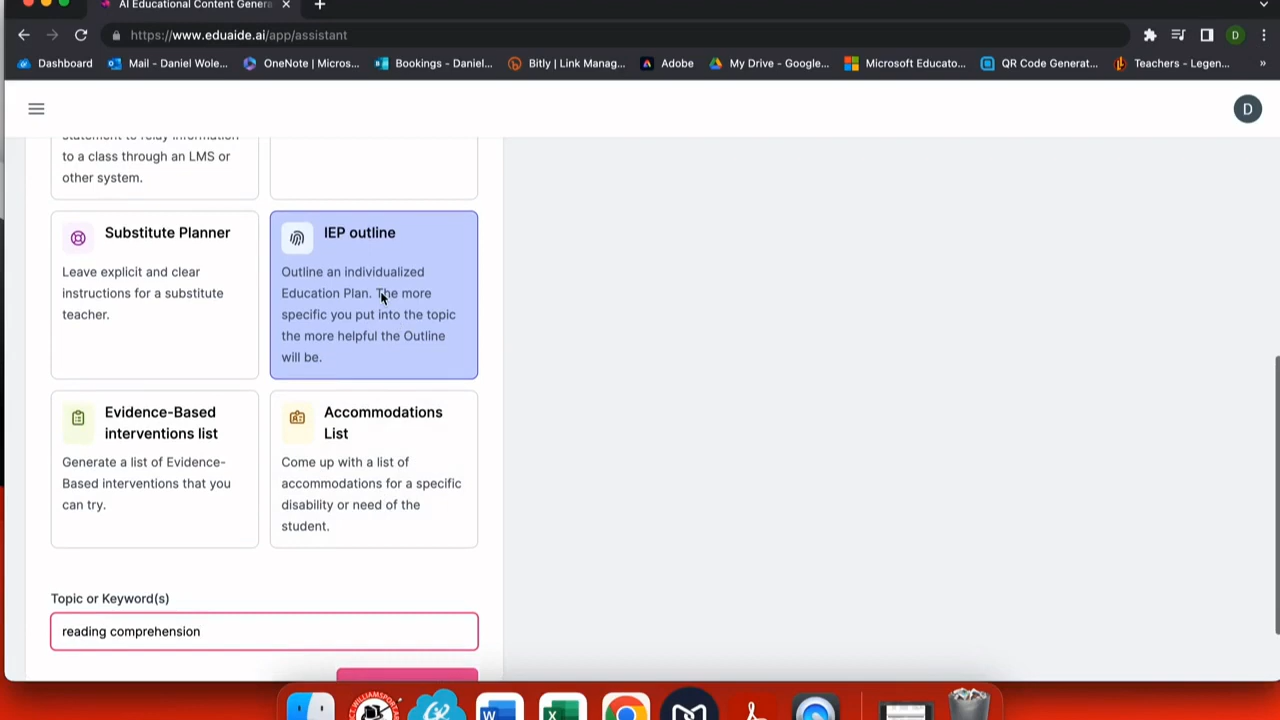 AI Educational Content Genera
https://www.eduaide.ai/app/assistant
D
Dashboard
Mail - Daniel Wole...
OneNote | Micros...
Bookings - Daniel...
Bitly | Link Manag...
Adobe
My Drive - Google...
Microsoft Educato...
QR Code Generat...
Teachers - Legen...
»
D
statement to relay information
to a class through an LMS or
other system.
Substitute Planner
Leave explicit and clear
instructions for a substitute
teacher.
IEP outline
Outline an individualized
Education Plan. The more
specific you put into the topic
the more helpful the Outline
will be.
Evidence-Based
interventions list
Generate a list of Evidence-
Based interventions that you
can try.
Accommodations
List
Come up with a list of
accommodations for a specific
disability or need of the
student.
Topic or Keyword(s)
reading comprehension